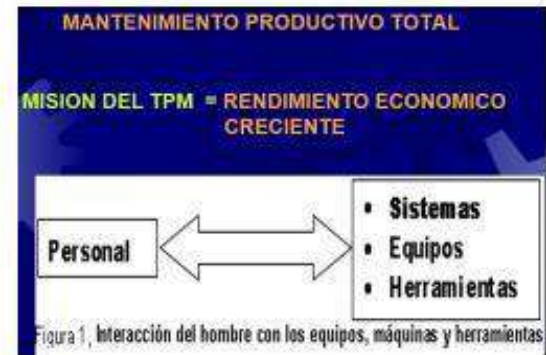 MANTENIMIENTO PRODUCTIVO TOTAL
MISION DEL TPM = RENDIMIENTO ECONOMICO
CRECIENTE
Personal
• Sistemas
• Equipos
• Herramientas
Figura 1, Interacción del hombre con los equipos, máquinas y herramientas